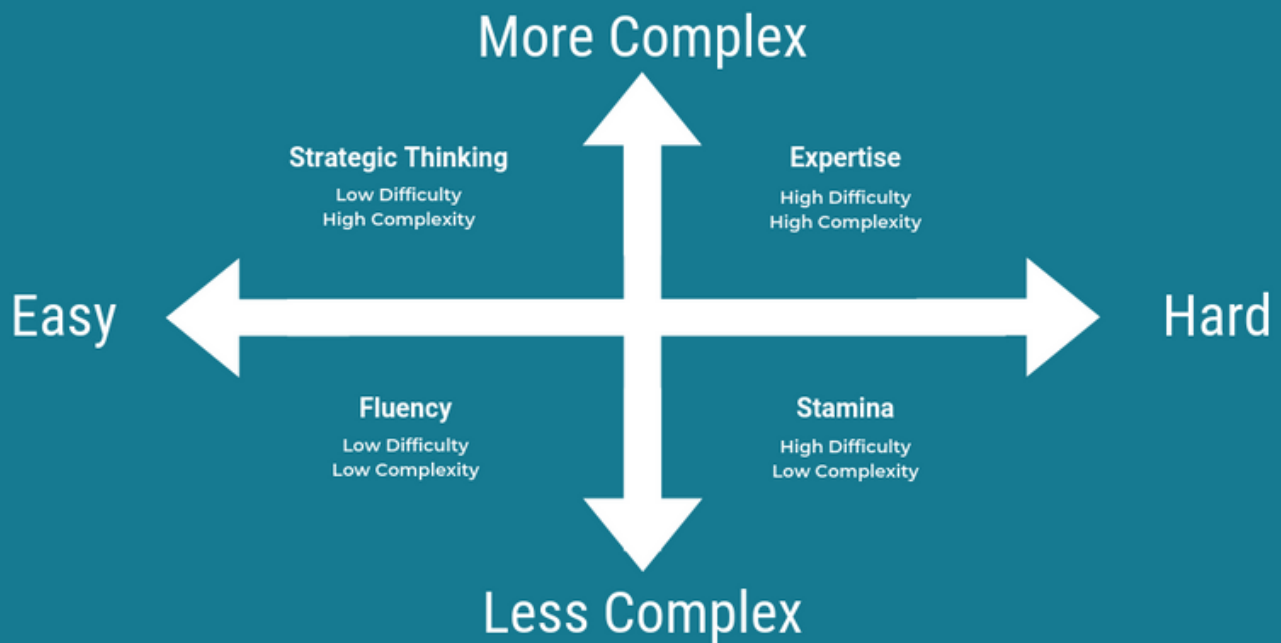 More Complex
Strategic Thinking
Low Difficulty
High Complexity
Expertise
High Difficulty
High Complexity
Easy
Hard
Fluency
Low Difficulty
Low Complexity
Stamina
High Difficulty
Low Complexity
Less Complex